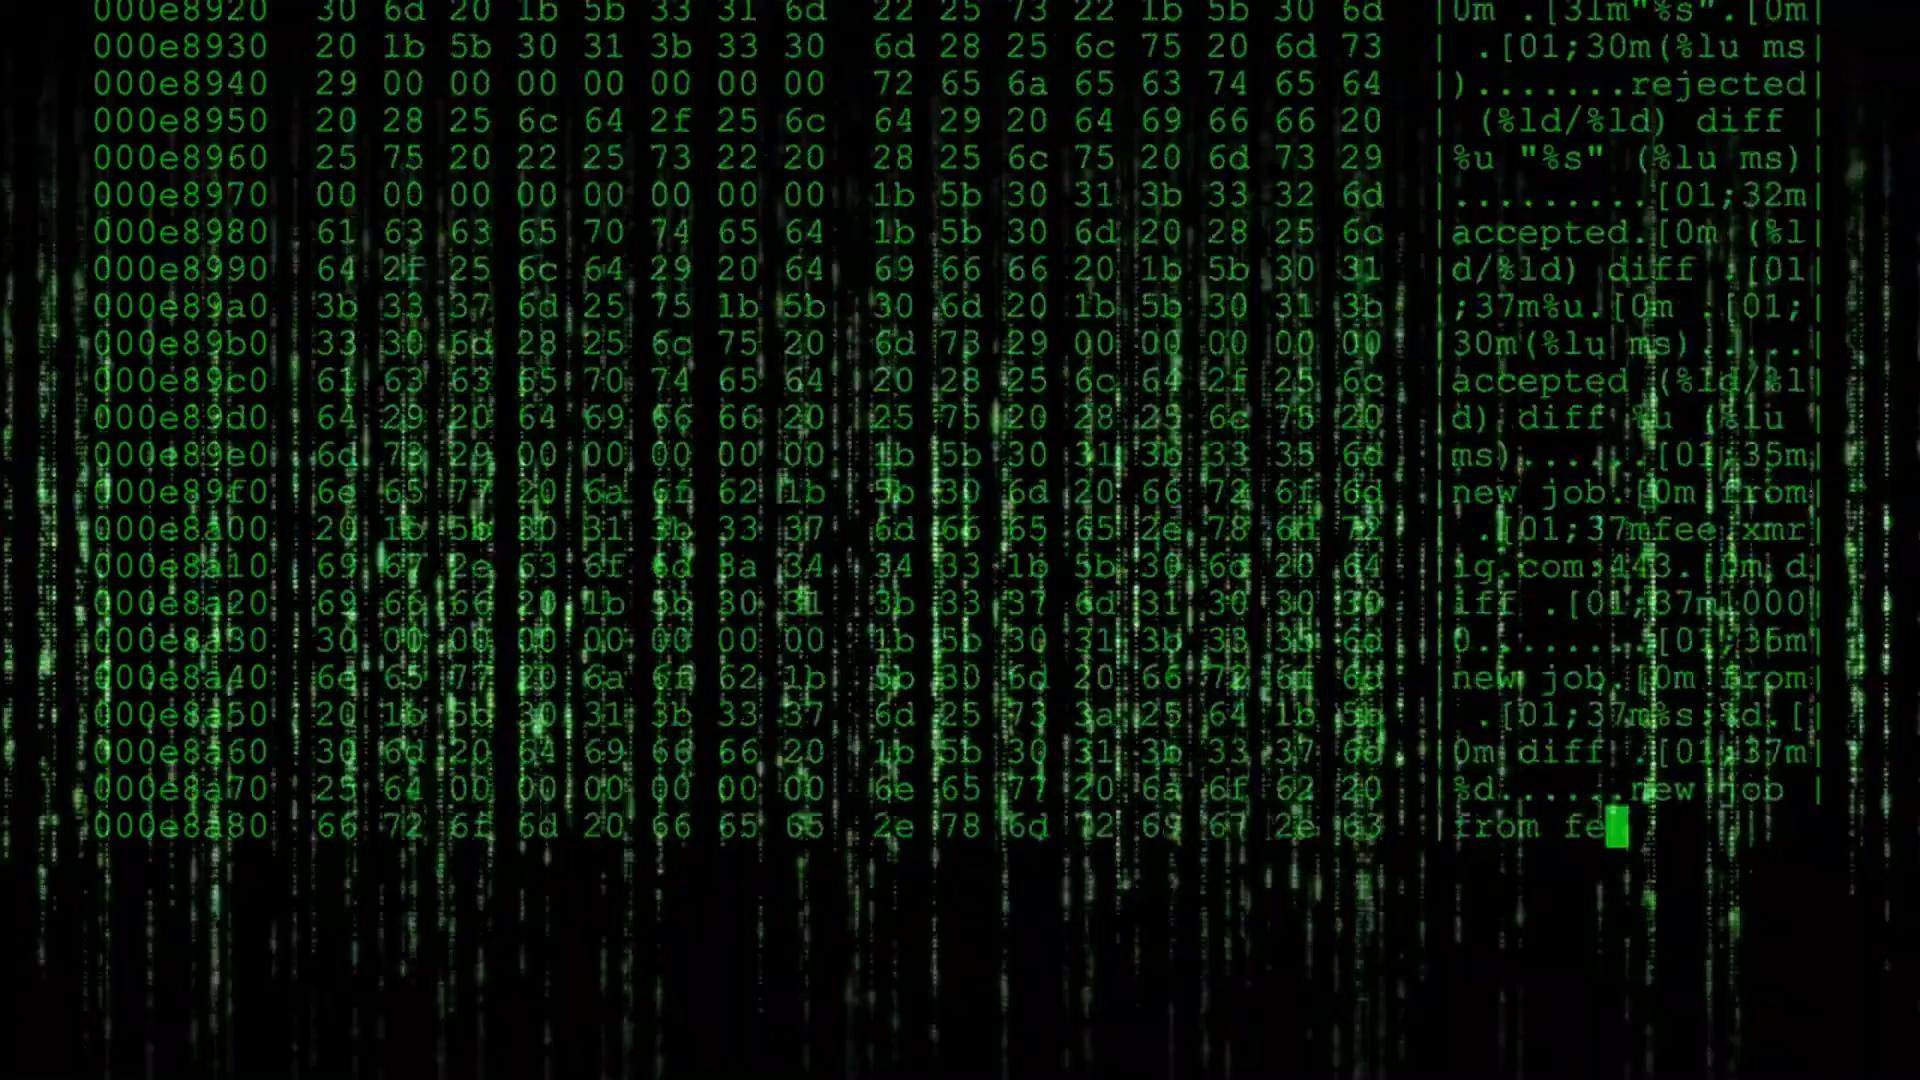 000e8920 30 6d 20 1b 5b 33 31 6d 22 25 73 22 1b 5b 30 6d |0m .[31m"%s".[0m|
000e8930 20 1b 5b 30 31 3b 33 30 6d 28 25 6c 75 20 6d 73 | .[01;30m(%lu ms|
000e8940 29 00 00 00 00 00 00 00 72 65 6a 65 63 74 65 64 |).......rejected|
000e8950 20 28 25 6c 64 2f 25 6c 64 29 20 64 69 66 66 20 | (%ld/%ld) diff |
000e8960 25 75 20 22 25 73 22 20 28 25 6c 75 20 6d 73 29 |%u "%s" (%lu ms)|
000e8970 00 00 00 00 00 00 00 00 1b 5b 30 31 3b 33 32 6d |.........[01;32m|
000e8980 61 63 63 65 70 74 65 64 1b 5b 30 6d 20 28 25 6c |accepted.[0m (%l|
000e8990 64 2f 25 6c 64 29 20 64 69 66 66 20 1b 5b 30 31 |d/%ld) diff .[01|
000e89a0 3b 33 37 6d 25 75 1b 5b 30 6d 20 1b 5b 30 31 3b |;37m%u.[0m .[01;|
000e89b0 33 30 6d 28 25 6c 75 20 6d 73 29 00 00 00 00 00 |30m(%lu ms).....|
000e89c0 61 63 63 65 70 74 65 64 20 28 25 6c 64 2f 25 6c |accepted (%ld/%l|
000e89d0 64 29 20 64 69 66 66 20 25 75 20 28 25 6c 75 20 |d) diff %u (%lu |
000e89e0 6d 73 29 00 00 00 00 00 1b 5b 30 31 3b 33 35 6d |ms)......[01;35m|
000e89f0 6e 65 77 20 6a 6f 62 1b 5b 30 6d 20 66 72 6f 6d |new job.[0m from|
000e8a00 20 1b 5b 30 31 3b 33 37 6d 66 65 65 2e 78 6d 72 | .[01;37mfee.xmr|
000e8a10 69 67 2e 63 6f 6d 3a 34 34 33 1b 5b 30 6d 20 64 |ig.com:443.[0m d|
000e8a20 69 66 66 20 1b 5b 30 31 3b 33 37 6d 31 30 30 30 |iff .[01;37m1000|
000e8a30 30 00 00 00 00 00 00 00 1b 5b 30 31 3b 33 35 6d |0........[01;35m|
000e8a40 6e 65 77 20 6a 6f 62 1b 5b 30 6d 20 66 72 6f 6d |new job.[0m from|
000e8a50 20 1b 5b 30 31 3b 33 37 6d 25 73 3a 25 64 1b 5b | .[01;37m%s:%d.[|
000e8a60 30 6d 20 64 69 66 66 20 1b 5b 30 31 3b 33 37 6d |0m diff .[01;37m|
000e8a70 25 64 00 00 00 00 00 00 6e 65 77 20 6a 6f 62 20 |%d......new job |
000e8a80 66 72 6f 6d 20 66 65 65 2e 78 6d 72 69 67 2e 63 |from fe